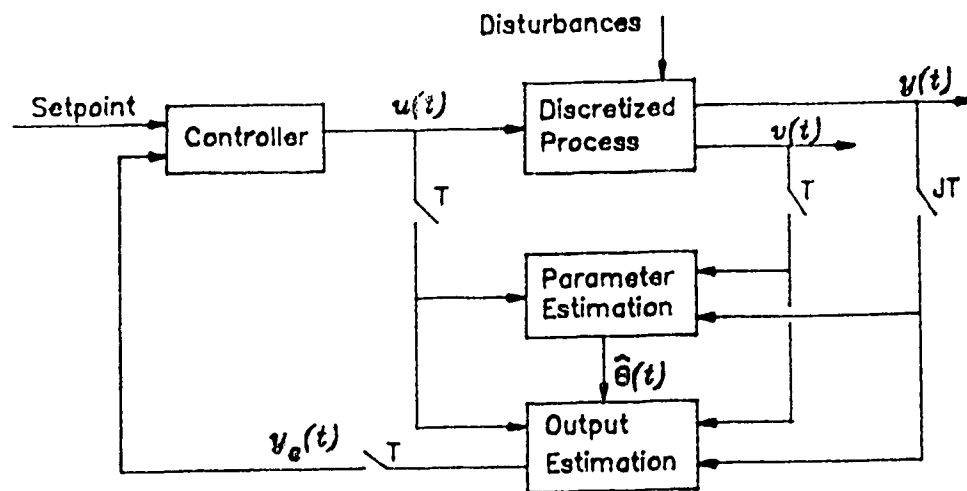 Disturbances
Setpoint
Controller
u(t)
Discretized
Process
y(t)
v(t)
T
T
JT
Parameter
Estimation
θ̂(t)
Output
Estimation
y_e(t)
T